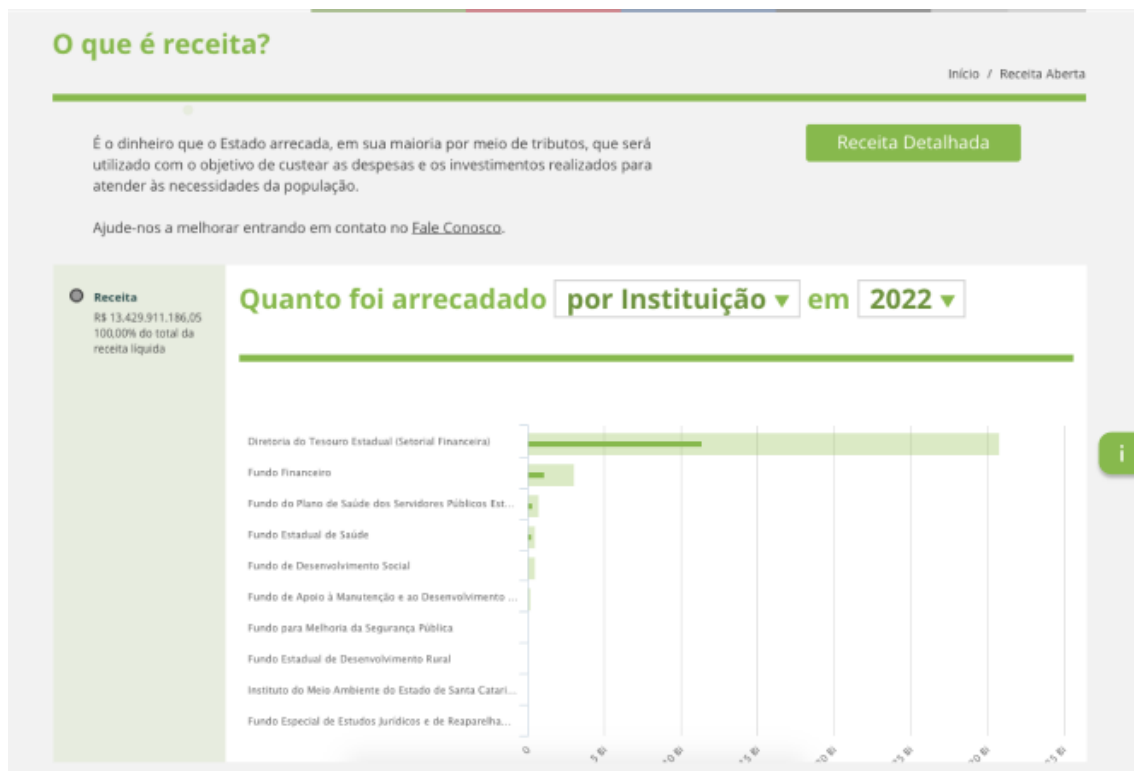 O que é receita?
Início / Receita Aberta
É o dinheiro que o Estado arrecada, em sua maioria por meio de tributos, que será
utilizado com o objetivo de custear as despesas e os investimentos realizados para
atender às necessidades da população.
Receita Detalhada
Ajude-nos a melhorar entrando em contato no Fale Conosco.
Receita
R$ 13.429.911.186,05
100,00% do total da
receita líquida
Quanto foi arrecadado por Instituição ▼ em 2022 ▼
Diretoria do Tesouro Estadual (Setorial Financeira)
Fundo Financeiro
Fundo do Plano de Saúde dos Servidores Públicos Est...
Fundo Estadual de Saúde
Fundo de Desenvolvimento Social
Fundo de Apoio à Manutenção e ao Desenvolvimento ...
Fundo para Melhoria da Segurança Pública
Fundo Estadual de Desenvolvimento Rural
Instituto do Meio Ambiente do Estado de Santa Catari...
Fundo Especial de Estudos Jurídicos e de Reaparelha...
0
5 Bi
i